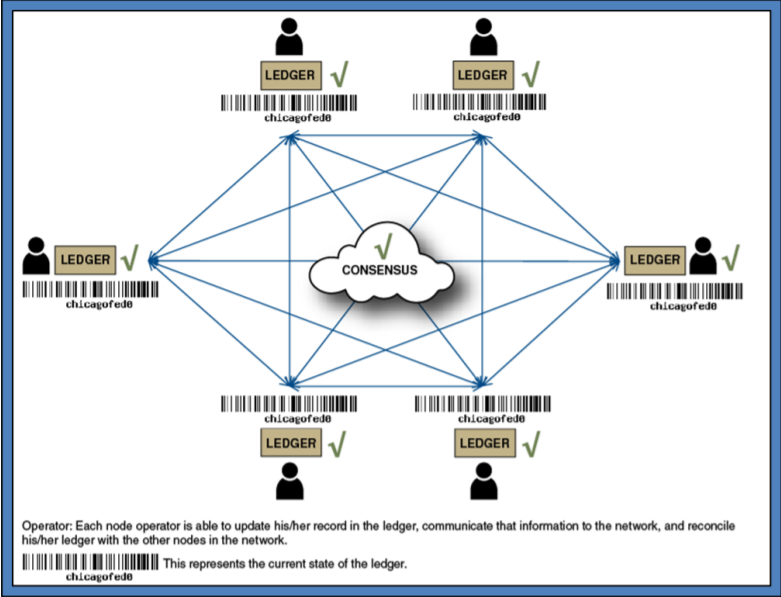 LEDGER √
LEDGER √
chicagofed0
chicagofed0
√
CONSENSUS
LEDGER √
LEDGER √
chicagofed0
chicagofed0
chicagofed0
chicagofed0
LEDGER √
LEDGER √
Operator: Each node operator is able to update his/her record in the ledger, communicate that information to the network, and reconcile
his/her ledger with the other nodes in the network.
This represents the current state of the ledger.
chicagofed0